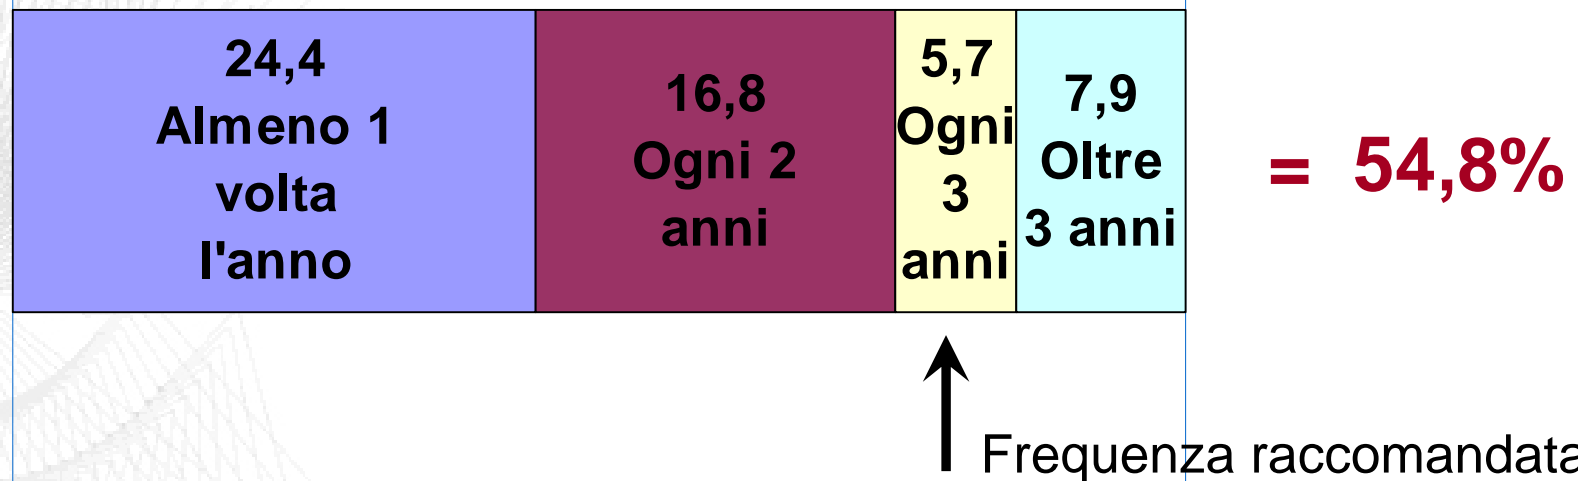 24,4
Almeno 1
volta
l'anno
16,8
Ogni 2
anni
5,7
Ogni
3
anni
7,9
Oltre
3 anni
= 54,8%
Frequenza raccomandata